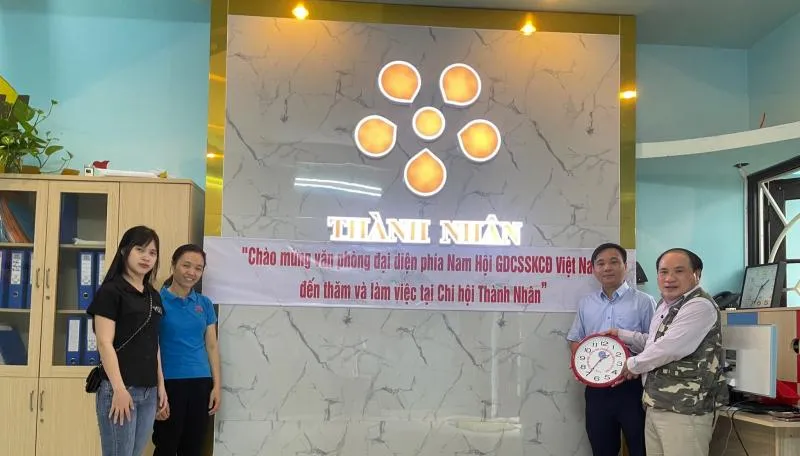 THÀNH NHÂN
"Chào mừng văn phòng đại diện phía Nam Hội GDCSSKCĐ Việt Na
đến thăm và làm việc tại Chi hội Thành Nhân"